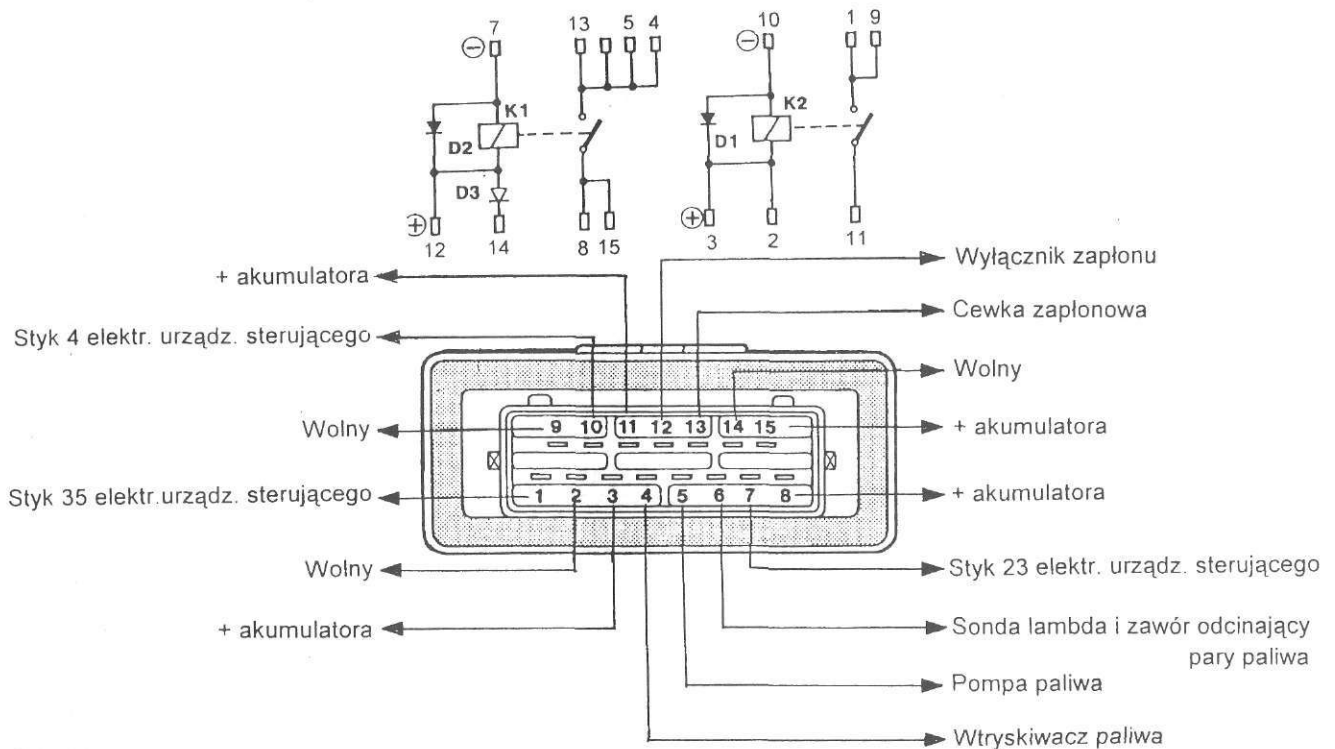 7
13
5
4
10
1
9
K1
K2
D2
D1
D3
12
14
8
15
3
2
11
+ akumulatora
Wyłącznik zapłonu
Styk 4 elektr. urządz. sterującego
Cewka zapłonowa
Wolny
Wolny
9 10 11 12 13 14 15
+ akumulatora
Styk 35 elektr.urządz. sterującego
1 2 3 4 5 6 7 8
+ akumulatora
Wolny
Styk 23 elektr. urządz. sterującego
+ akumulatora
Sonda lambda i zawór odcinający
pary paliwa
Pompa paliwa
Wtryskiwacz paliwa